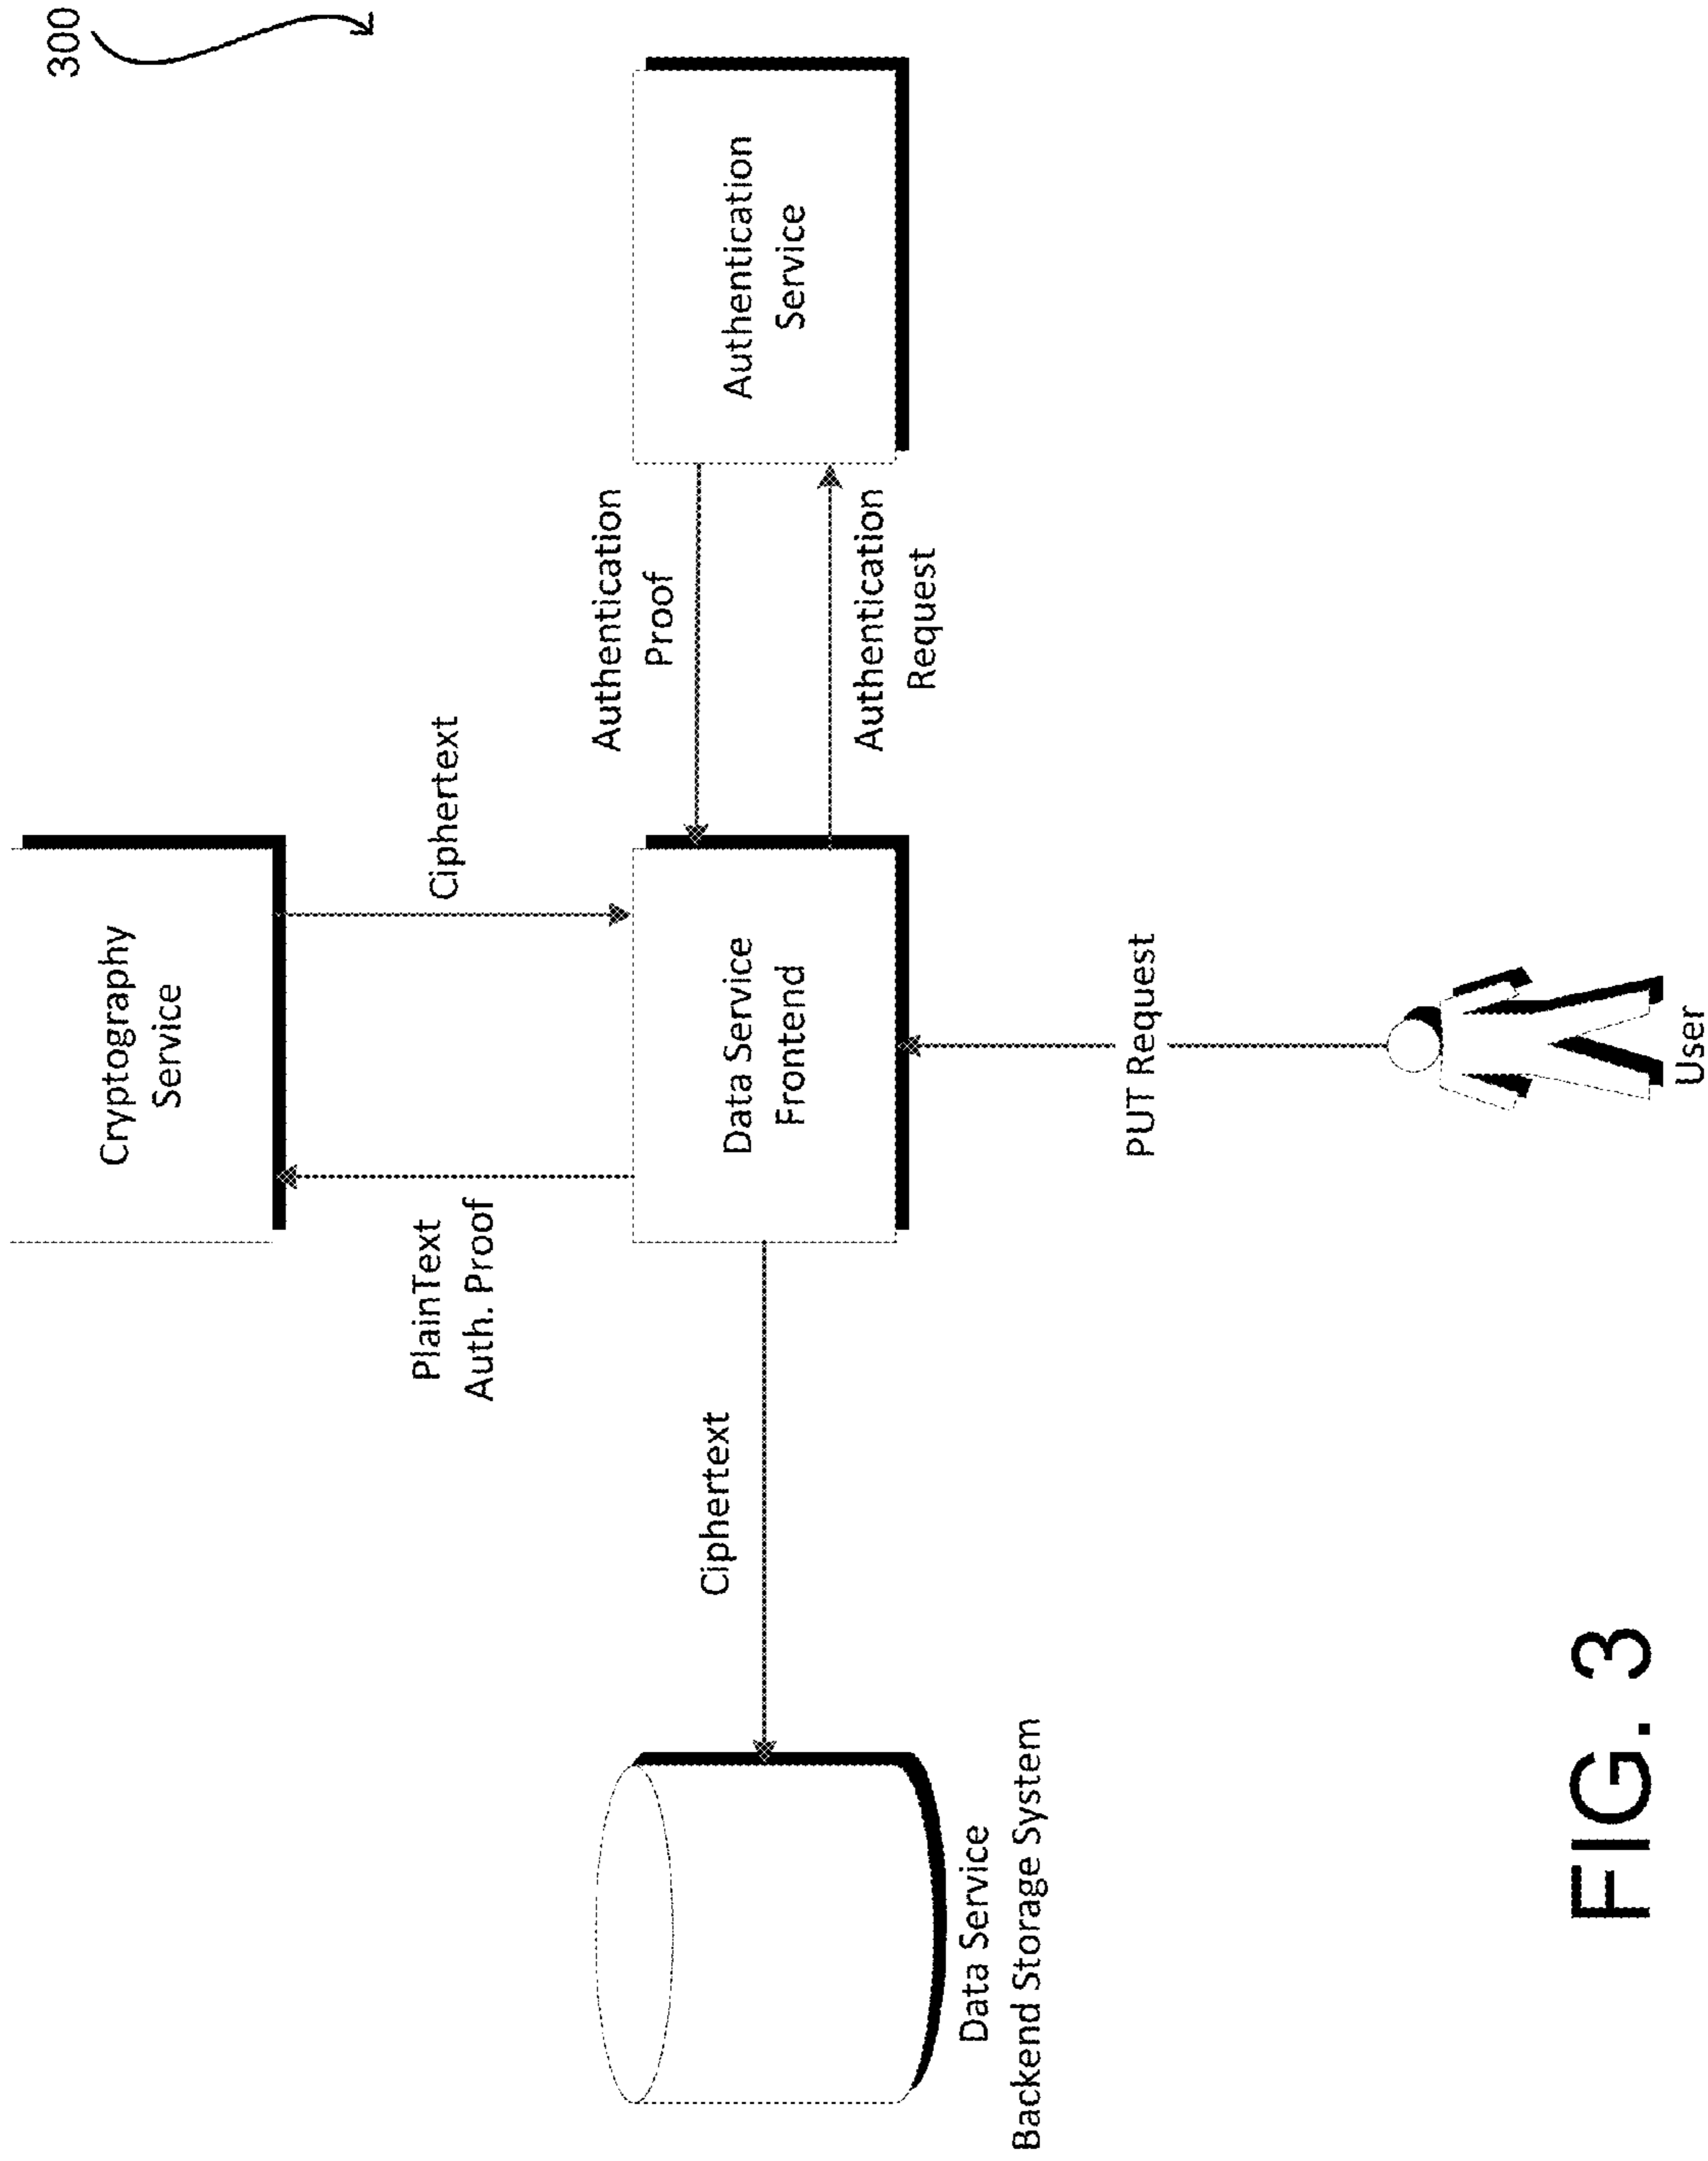 300
Cryptography
Service
PlainText
Auth. Proof
Ciphertext
Ciphertext
Data Service
Frontend
Authentication
Proof
Authentication
Service
Authentication
Request
Data Service
Backend Storage System
PUT Request
User
FIG. 3